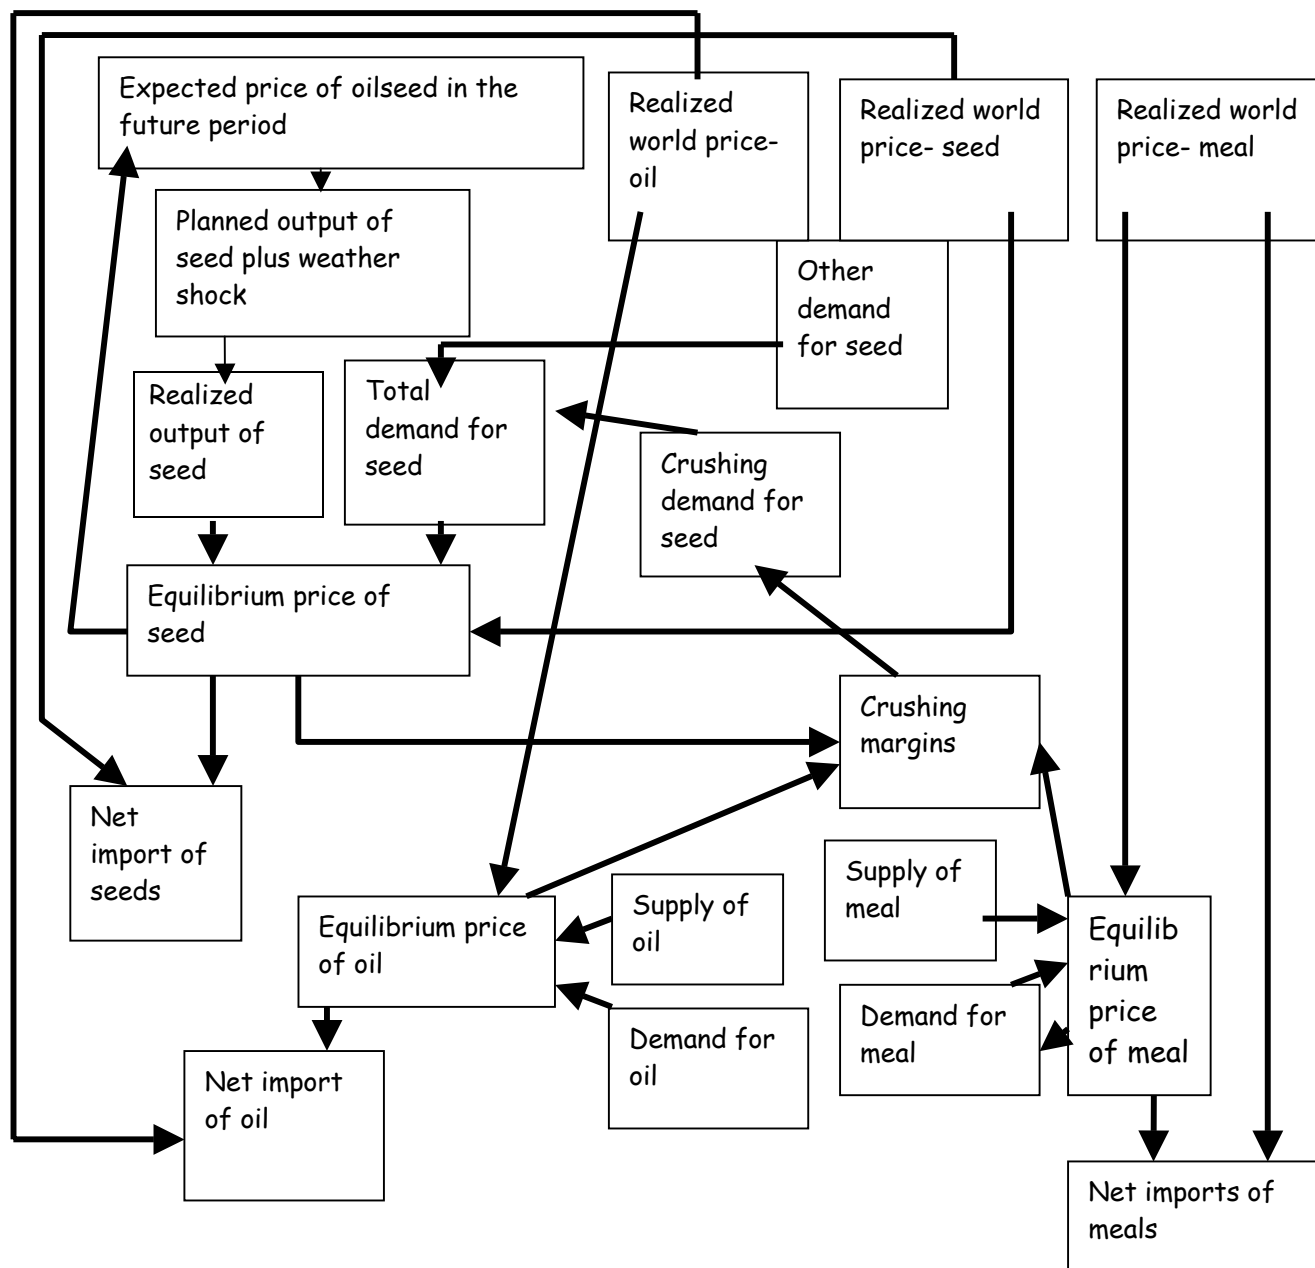 Expected price of oilseed in the
future period
Realized
world price-
oil
Realized world
price- seed
Realized world
price- meal
Planned output of
seed plus weather
shock
Other
demand
for seed
Realized
output of
seed
Total
demand for
seed
Crushing
demand for
seed
Equilibrium price of
seed
Crushing
margins
Net
import of
seeds
Equilibrium price
of oil
Supply of
oil
Supply of
meal
Equilib
rium
price
of meal
Demand for
oil
Demand for
meal
Net import
of oil
Net imports of
meals